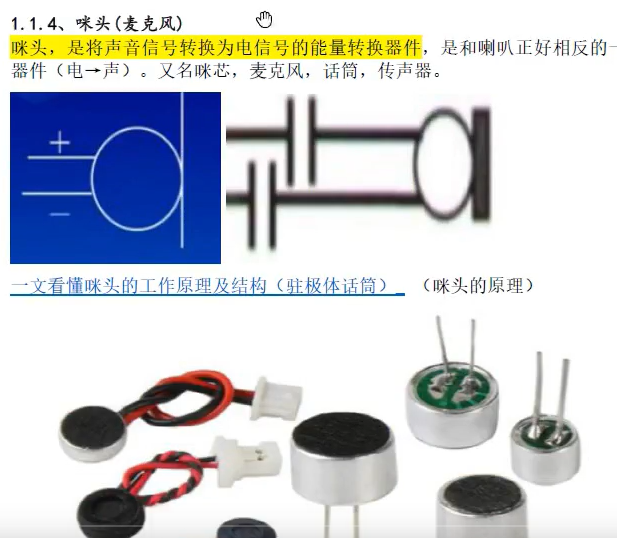 1.1.4、咪头(麦克风)
咪头，是将声音信号转换为电信号的能量转换器件，是和喇叭正好相反的一
器件（电→声）。又名咪芯，麦克风，话筒，传声器。
+
−
一文看懂咪头的工作原理及结构（驻极体话筒） （咪头的原理）